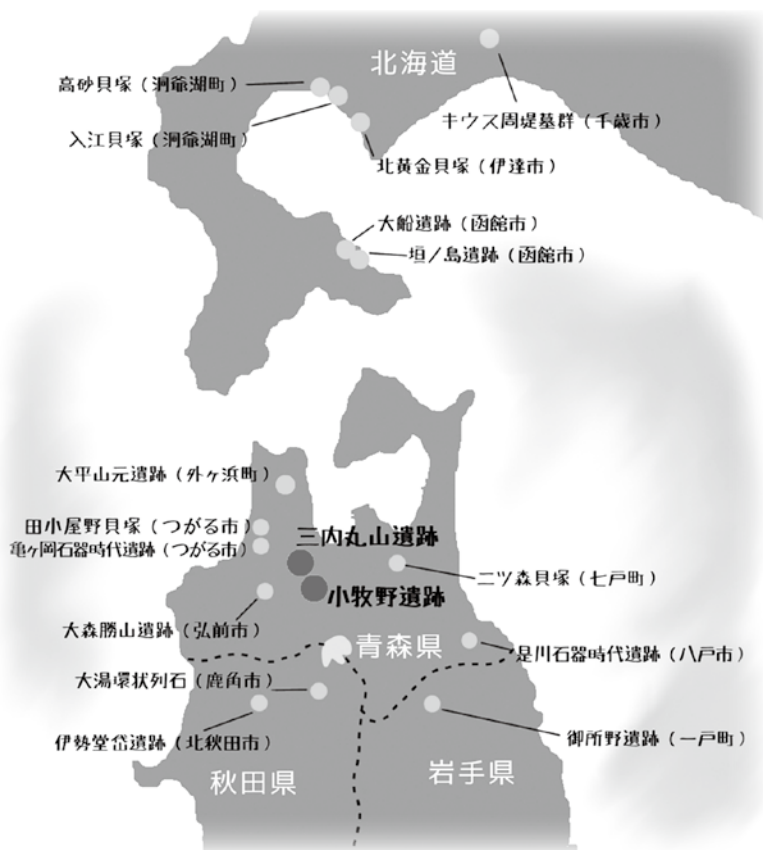 北海道
高砂貝塚（洞爺湖町）
キウス周堤墓群（千歳市）
入江貝塚（洞爺湖町）
北黄金貝塚（伊達市）
大船遺跡（函館市）
垣ノ島遺跡（函館市）
大平山元遺跡（外ヶ浜町）
田小屋野貝塚（つがる市）
三内丸山遺跡
亀ヶ岡石器時代遺跡（つがる市）
二ツ森貝塚（七戸町）
小牧野遺跡
大森勝山遺跡（弘前市）
青森県
是川石器時代遺跡（八戸市）
大湯環状列石（鹿角市）
伊勢堂岱遺跡（北秋田市）
御所野遺跡（一戸町）
秋田県
岩手県